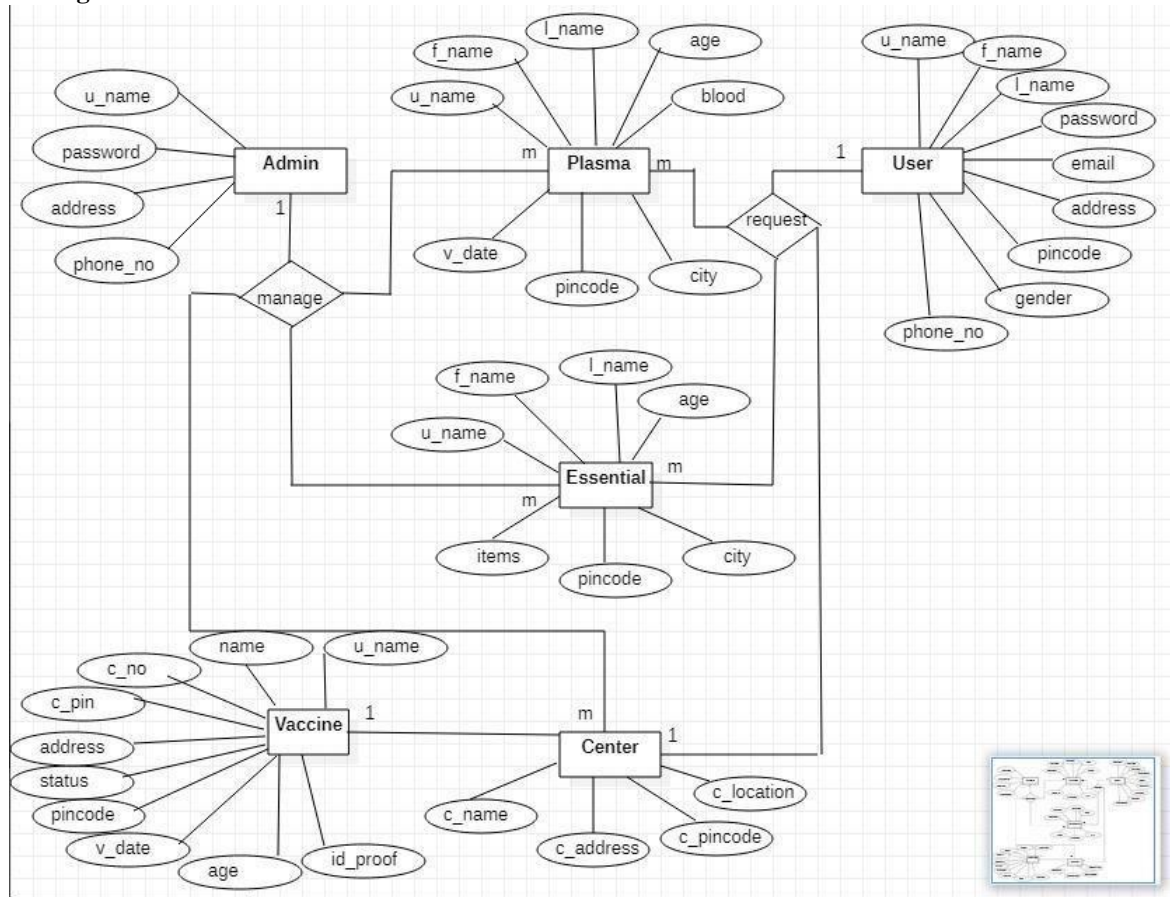 l_name
age
u_name
f_name
f_name
l_name
u_name
blood
u_name
password
password
m
1
Admin
Plasma
m
User
email
address
1
address
request
v_date
pincode
phone_no
city
pincode
manage
gender
phone_no
l_name
f_name
age
u_name
m
Essential
m
items
city
pincode
name
u_name
c_no
c_pin
1
m
Vaccine
1
address
Center
status
c_location
pincode
c_name
v_date
c_pincode
c_address
id_proof
age